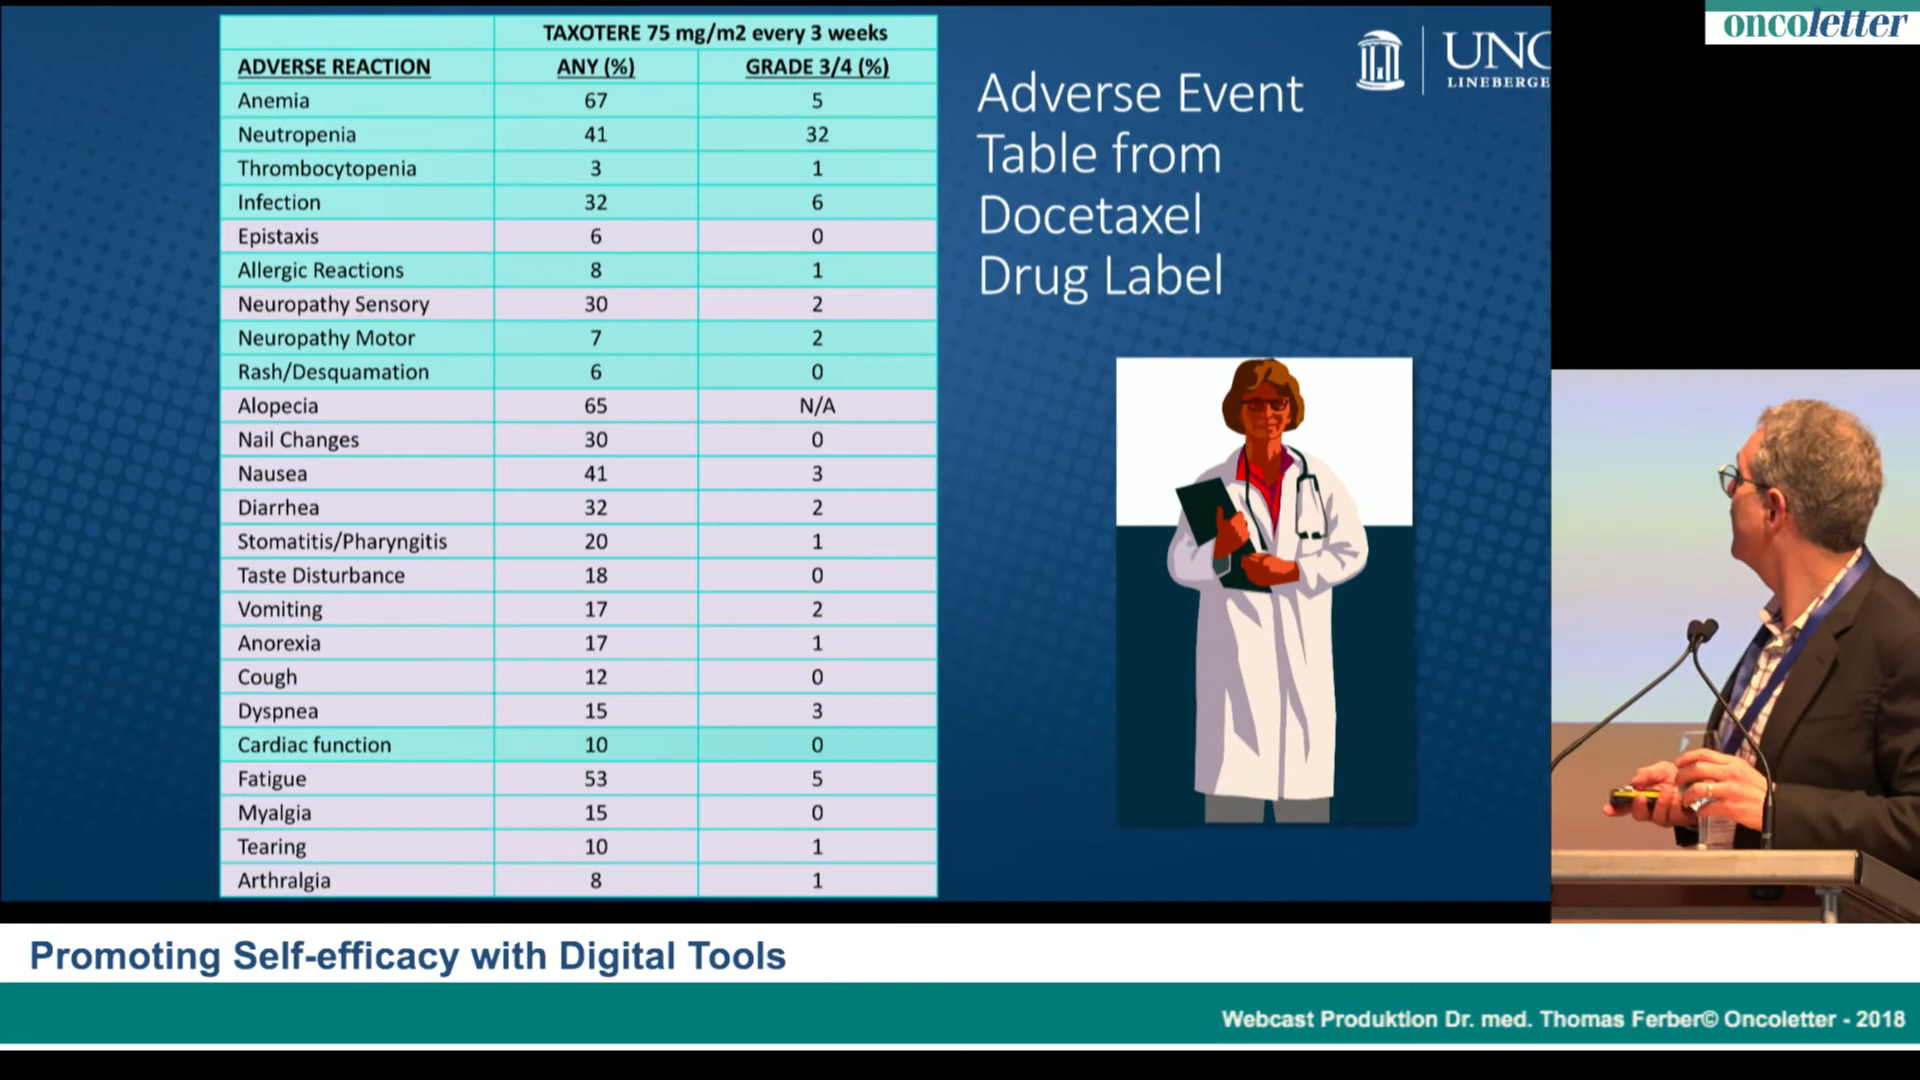 oncoletter
TAXOTERE 75 mg/m2 every 3 weeks
ADVERSE REACTION ANY (%) GRADE 3/4 (%)
Anemia 67 5
Neutropenia 41 32
Thrombocytopenia 3 1
Infection 32 6
Epistaxis 6 0
Allergic Reactions 8 1
Neuropathy Sensory 30 2
Neuropathy Motor 7 2
Rash/Desquamation 6 0
Alopecia 65 N/A
Nail Changes 30 0
Nausea 41 3
Diarrhea 32 2
Stomatitis/Pharyngitis 20 1
Taste Disturbance 18 0
Vomiting 17 2
Anorexia 17 1
Cough 12 0
Dyspnea 15 3
Cardiac function 10 0
Fatigue 53 5
Myalgia 15 0
Tearing 10 1
Arthralgia 8 1
Adverse Event
Table from
Docetaxel
Drug Label
UNC
LINEBERGE
Promoting Self-efficacy with Digital Tools
Webcast Produktion Dr. med. Thomas Ferber© Oncoletter - 2018